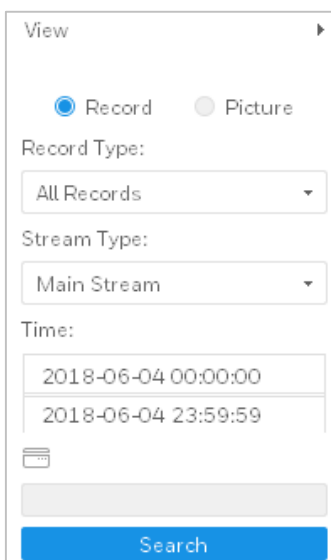 View
Record Picture
Record Type:
All Records
Stream Type:
Main Stream
Time:
2018-06-04 00:00:00
2018-06-04 23:59:59
Search